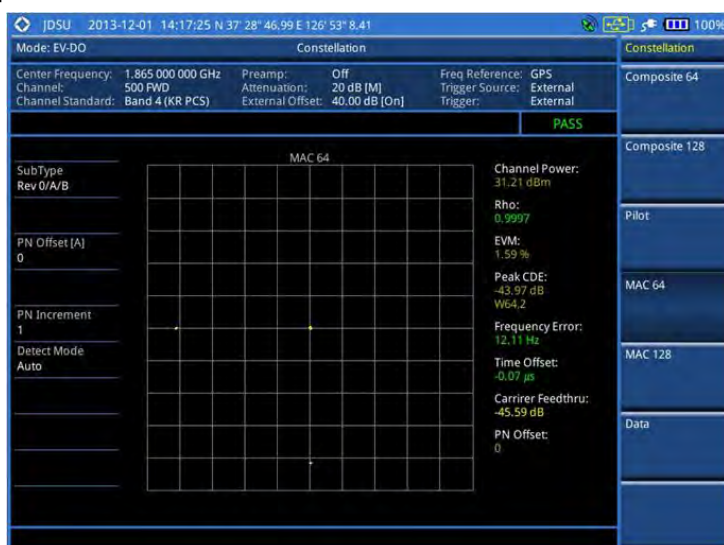 JDSU 2013-12-01 14:17:25 N 37° 28" 46.99 E 126° 53" 8.41 100%
Mode: EV-DO Constellation Constellation
Center Frequency: 1.865 000 000 GHz Preamp: Off Freq Reference: GPS
Channel: 500 FWD Attenuation: 20 dB [M] Trigger Source: External
Channel Standard: Band 4 (KR PCS) External Offset: 40.00 dB [On] Trigger: External
PASS
MAC 64
SubType
Rev 0/A/B
PN Offset [A]
0
PN Increment
1
Detect Mode
Auto
Channel Power:
31.21 dBm
Rho:
0.9997
EVM:
1.59 %
Peak CDE:
-43.97 dB
W64,2
Frequency Error:
12.11 Hz
Time Offset:
-0.07 µs
Carrirer Feedthru:
-45.59 dB
PN Offset:
0
Composite 64
Composite 128
Pilot
MAC 64
MAC 128
Data